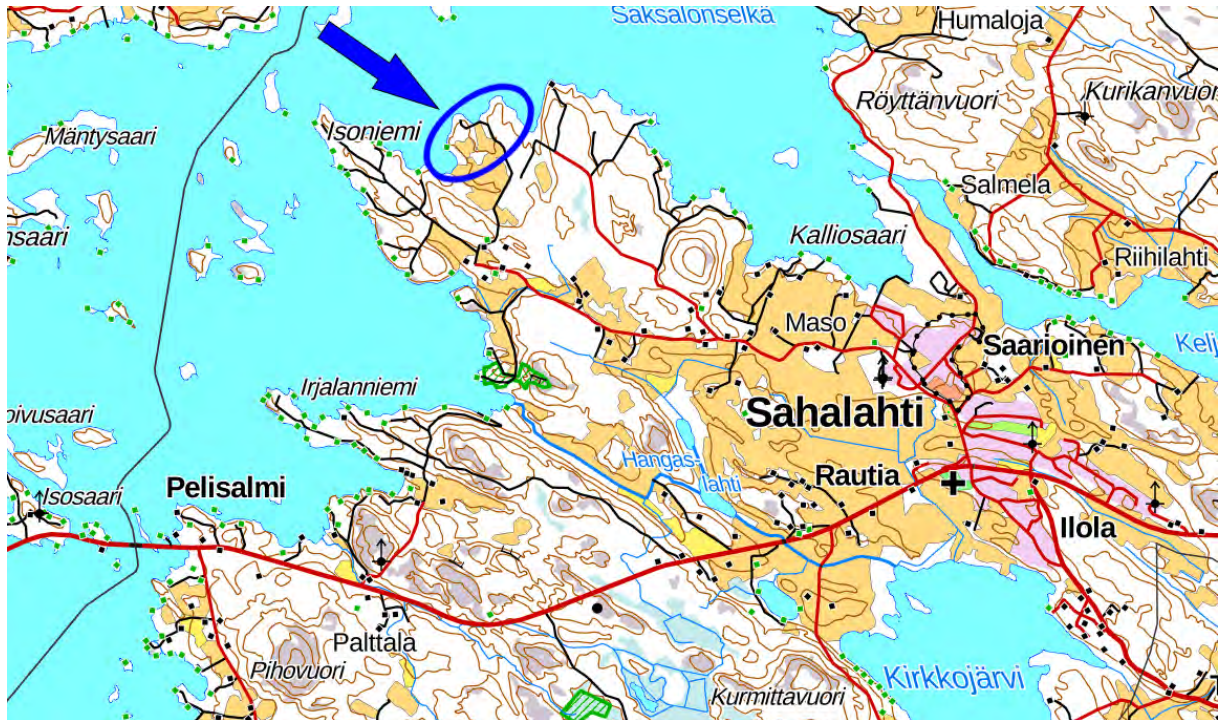 Saksalonselkä
Humaloja
Röyttänvuori
Kurikanvuori
Isoniemi
Mäntysaari
Salmela
nsaari
Kalliosaari
Riihilahti
Maso
Saarioinen
Kelj
Irjalanniemi
oivusaari
Sahalahti
Hangas-
lahti
Rautia
Pelisalmi
Isosaari
Ilola
Palttala
Pihovuori
Kurmittavuori
Kirkkojärvi